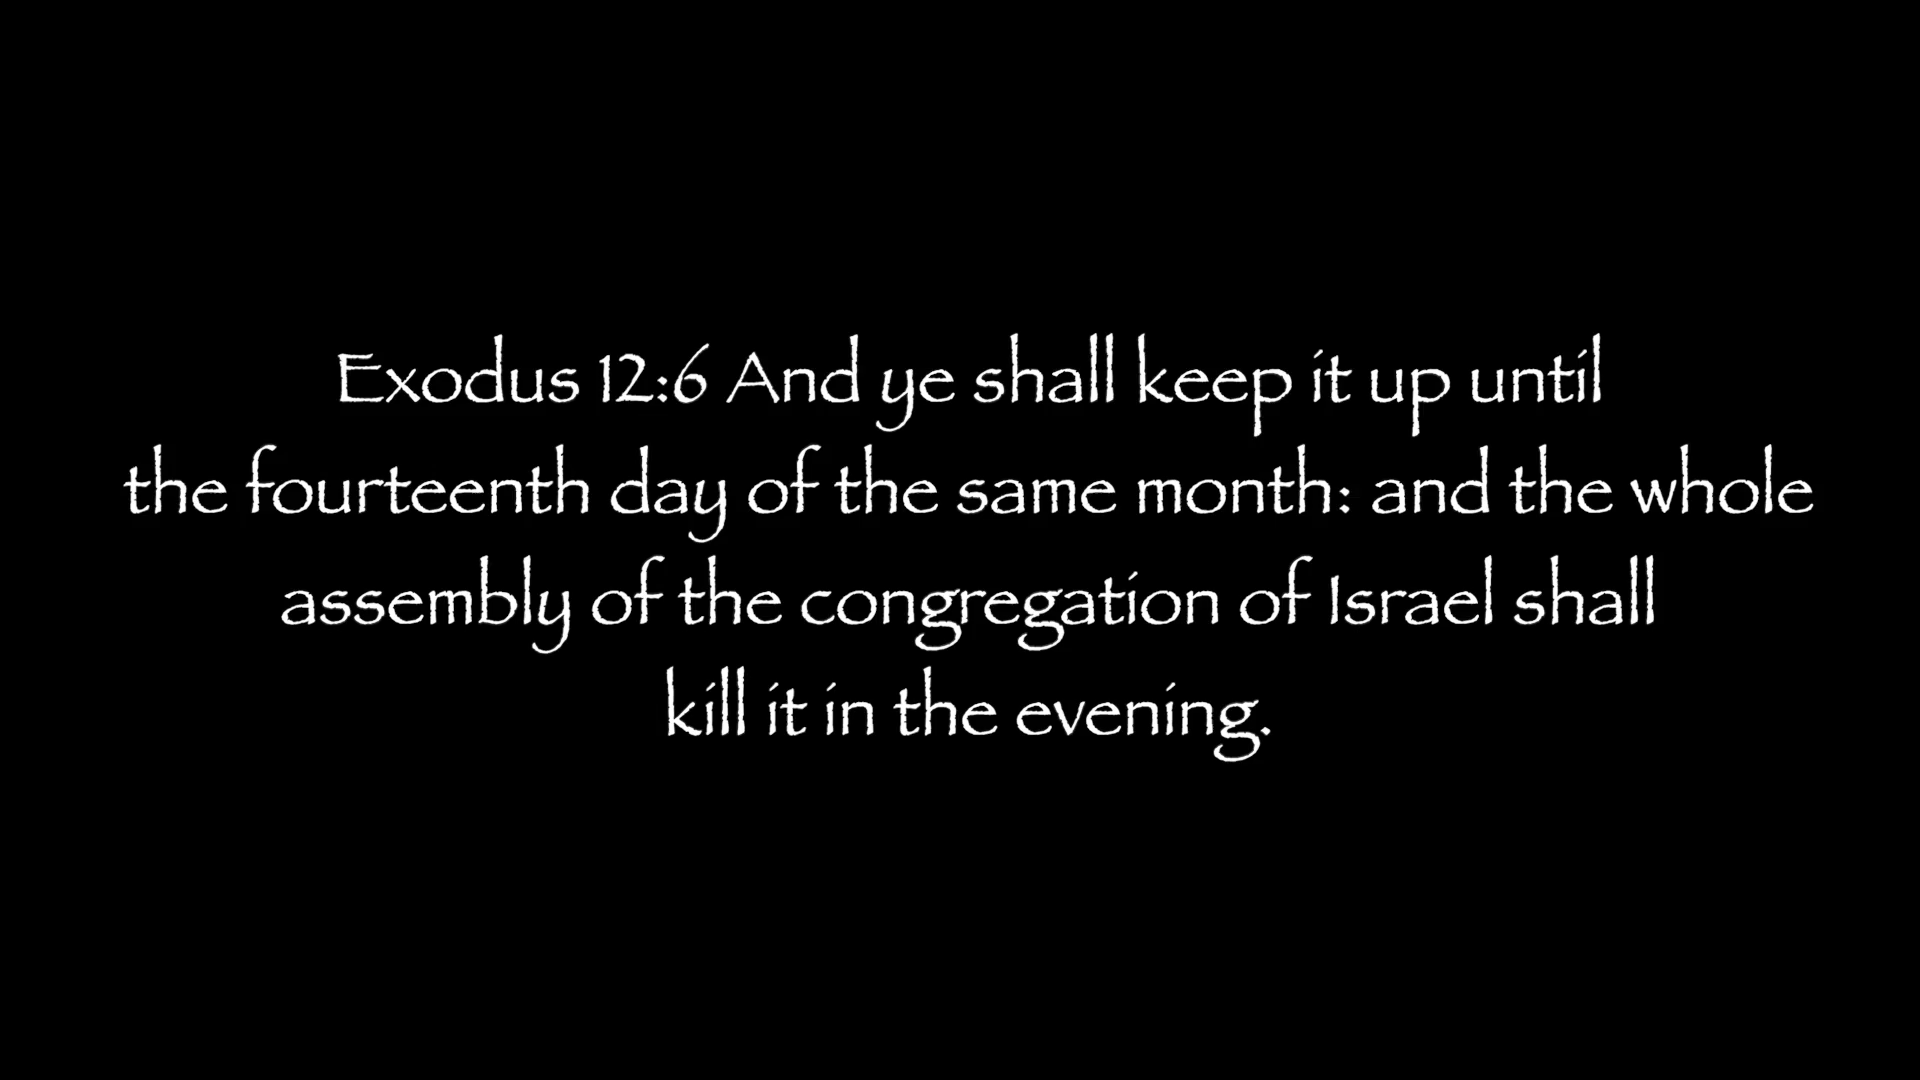 Exodus 12:6 And ye shall keep it up until
the fourteenth day of the same month: and the whole
assembly of the congregation of Israel shall
kill it in the evening.